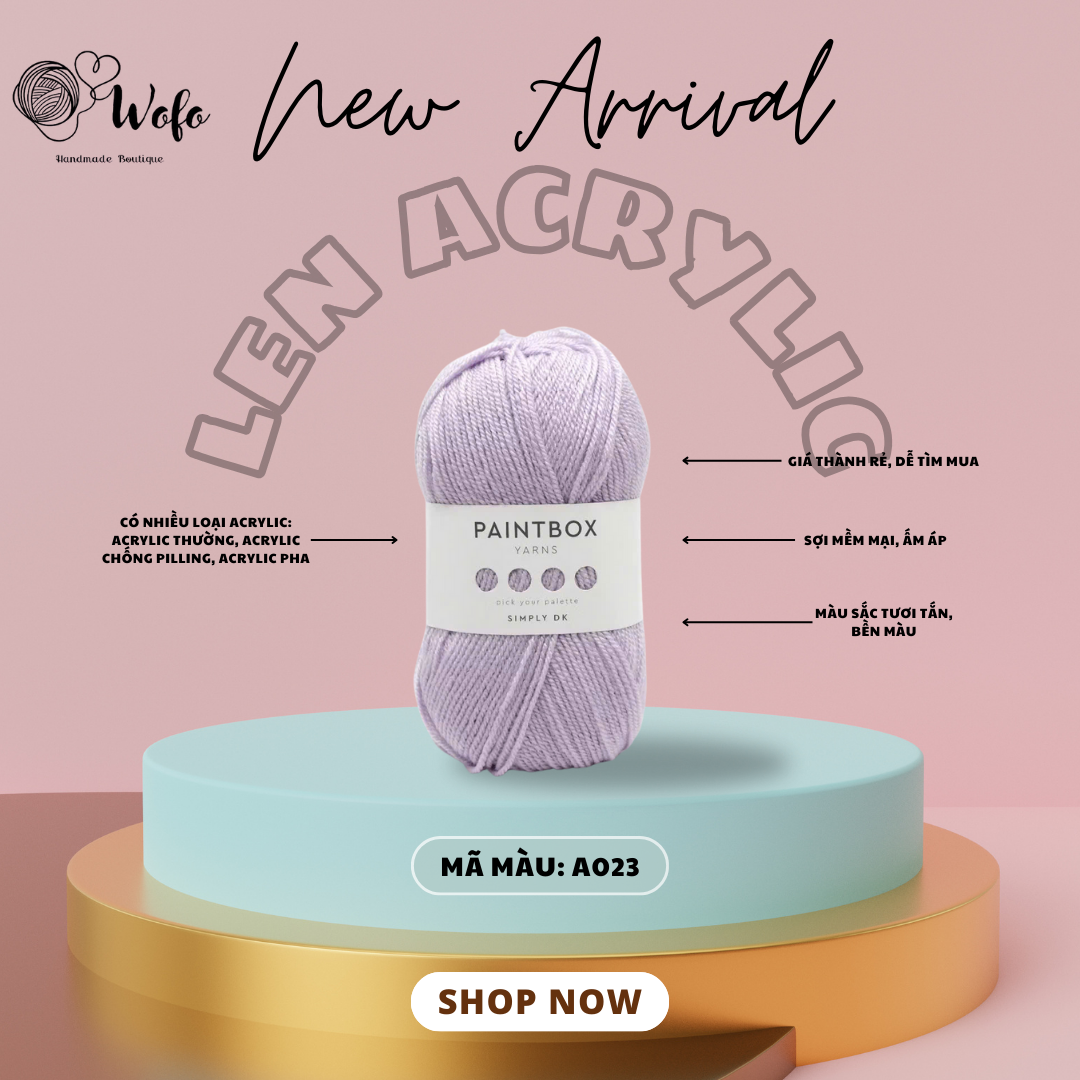 Wofo
Handmade Boutique
New Arrival
LEN ACRYLIC
GIÁ THÀNH RẺ, DỄ TÌM MUA
CÓ NHIỀU LOẠI ACRYLIC:
ACRYLIC THƯỜNG, ACRYLIC
CHỐNG PILLING, ACRYLIC PHA
SỢI MỀM MẠI, ẤM ÁP
MÀU SẮC TƯƠI TẮN,
BỀN MÀU
PAINTBOX
YARNS
pick your palette
SIMPLY DK
MÃ MÀU: A023
SHOP NOW